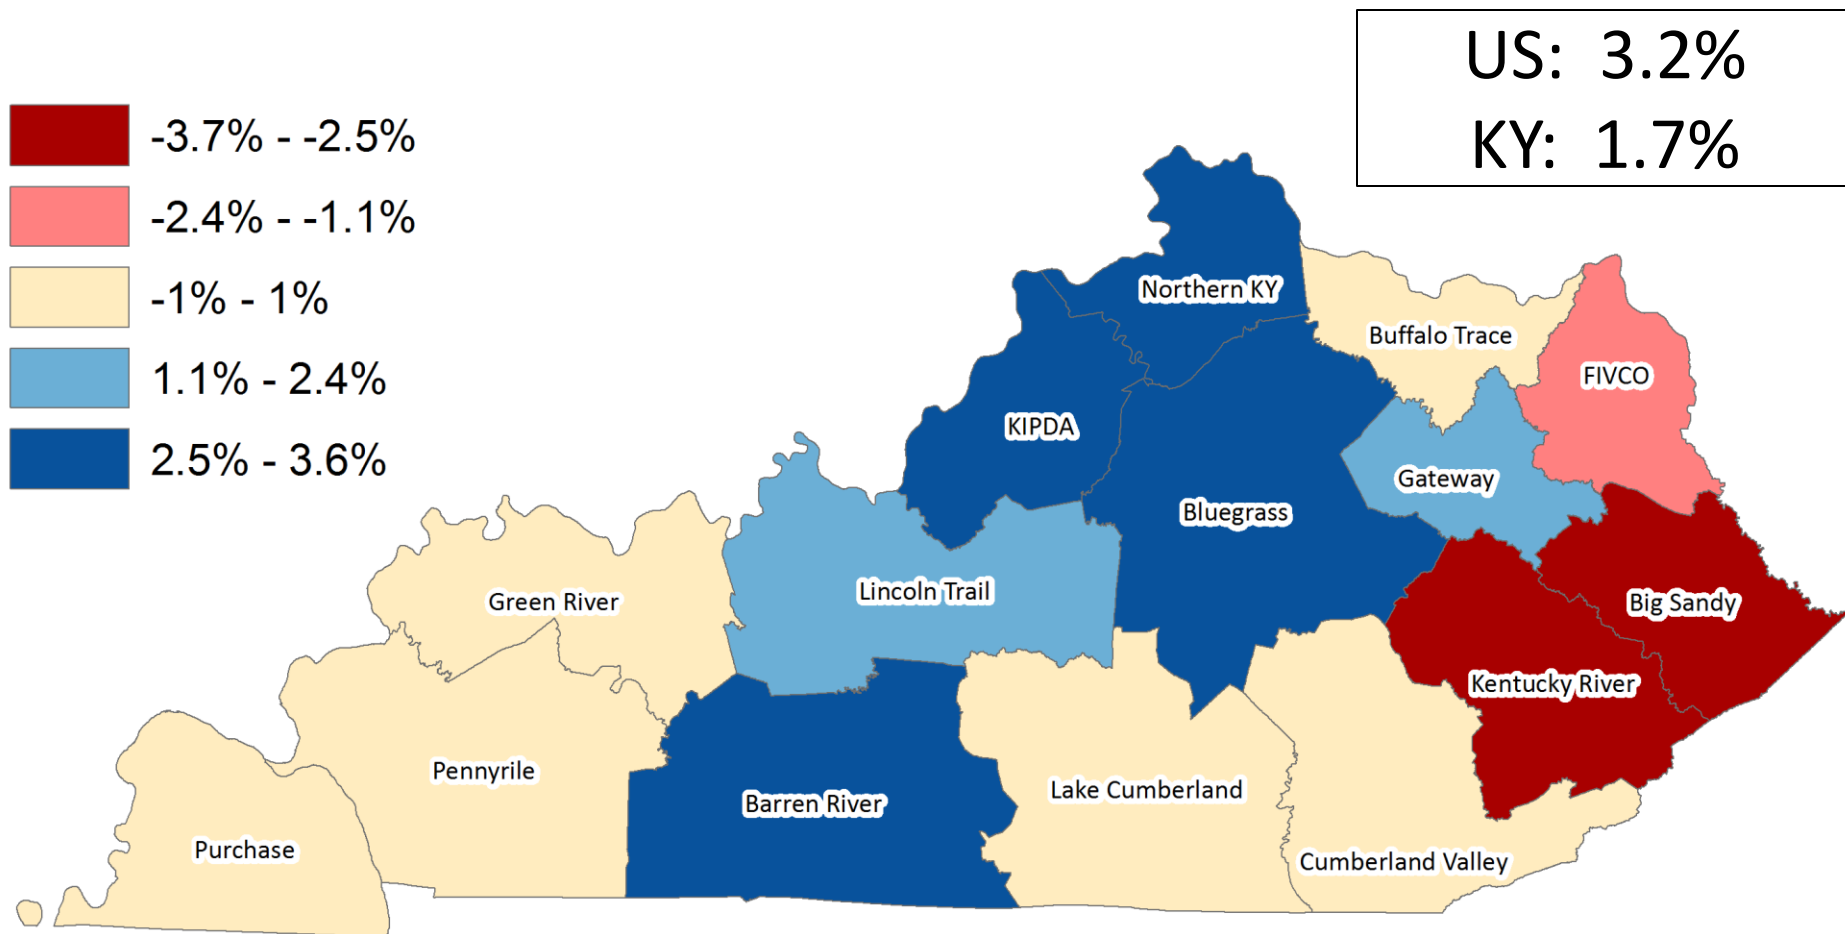 US: 3.2%
KY: 1.7%
-3.7% - -2.5%
-2.4% - -1.1%
-1% - 1%
1.1% - 2.4%
2.5% - 3.6%
Northern KY
Buffalo Trace
FIVCO
KIPDA
Gateway
Bluegrass
Lincoln Trail
Green River
Big Sandy
Kentucky River
Pennyrile
Lake Cumberland
Barren River
Purchase
Cumberland Valley